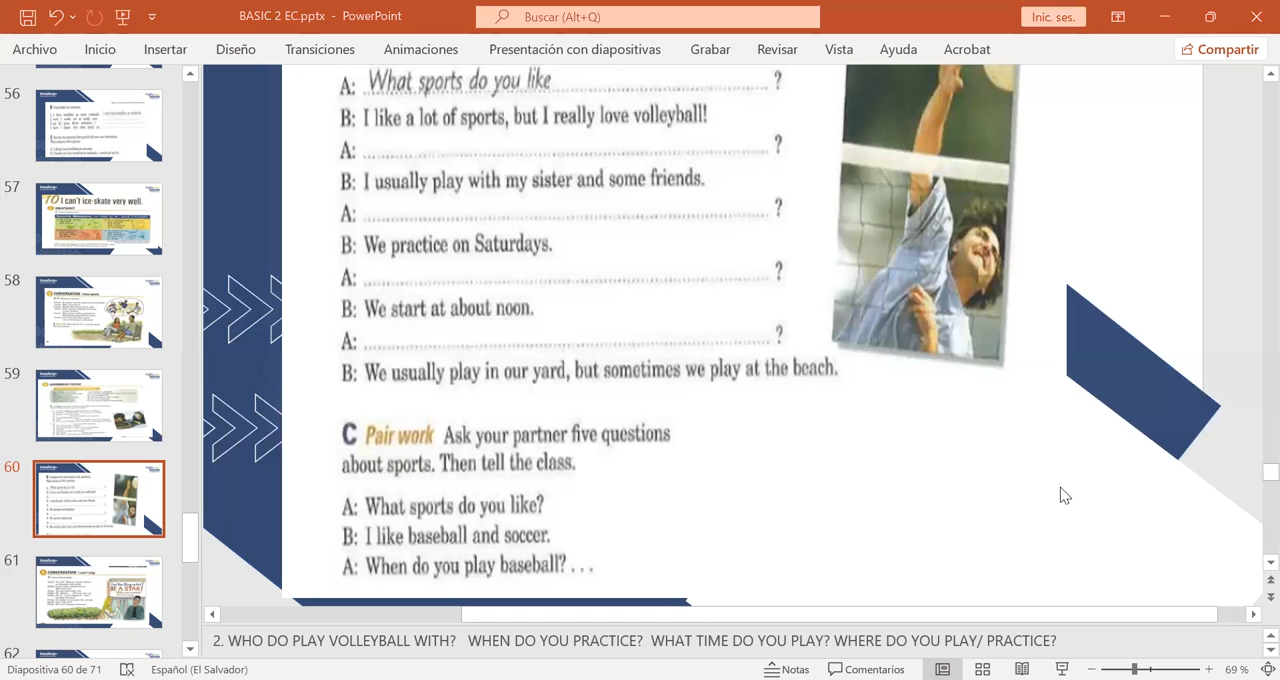 BASIC 2 EC.pptx - PowerPoint
Buscar (Alt+Q)
Inic. ses.
Archivo Inicio Insertar Diseño Transiciones Animaciones Presentación con diapositivas Grabar Revisar Vista Ayuda Acrobat
Compartir
56
57
10 I can't ice-skate very well.
58
59
60
61
62
A: What sports do you like ?
B: I like a lot of sports, but I really love volleyball!
A: ?
B: I usually play with my sister and some friends.
A: ?
B: We practice on Saturdays.
A: ?
B: We start at about noon.
A: ?
B: We usually play in our yard, but sometimes we play at the beach.
C Pair work Ask your partner five questions
about sports. Then tell the class.
A: What sports do you like?
B: I like baseball and soccer.
A: When do you play baseball? . . .
2. WHO DO PLAY VOLLEYBALL WITH? WHEN DO YOU PRACTICE? WHAT TIME DO YOU PLAY? WHERE DO YOU PLAY/ PRACTICE?
Diapositiva 60 de 71 Español (El Salvador) Notas Comentarios 69 %